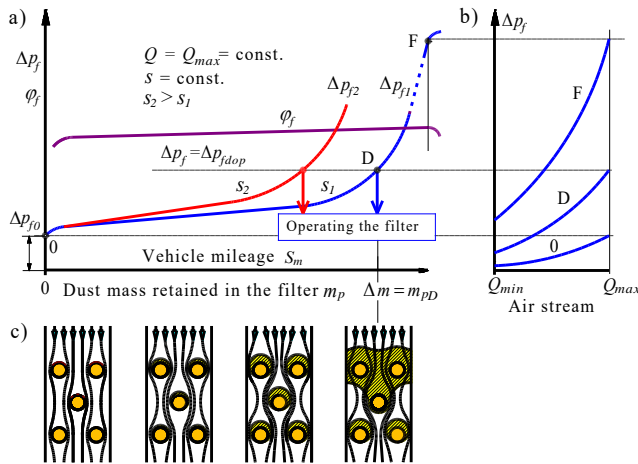 a)
b)
Δp_f
φ_f
Q = Q_max = const.
s = const.
s_2 > s_1
F
Δp_f2
Δp_f1
φ_f
F
Δp_f = Δp_fdop
D
s_2
s_1
D
Δp_f0
Operating the filter
0
0
Vehicle mileage S_m
0
Dust mass retained in the filter m_p
Δm = m_pD
Q_min
Q_max
Air stream
c)